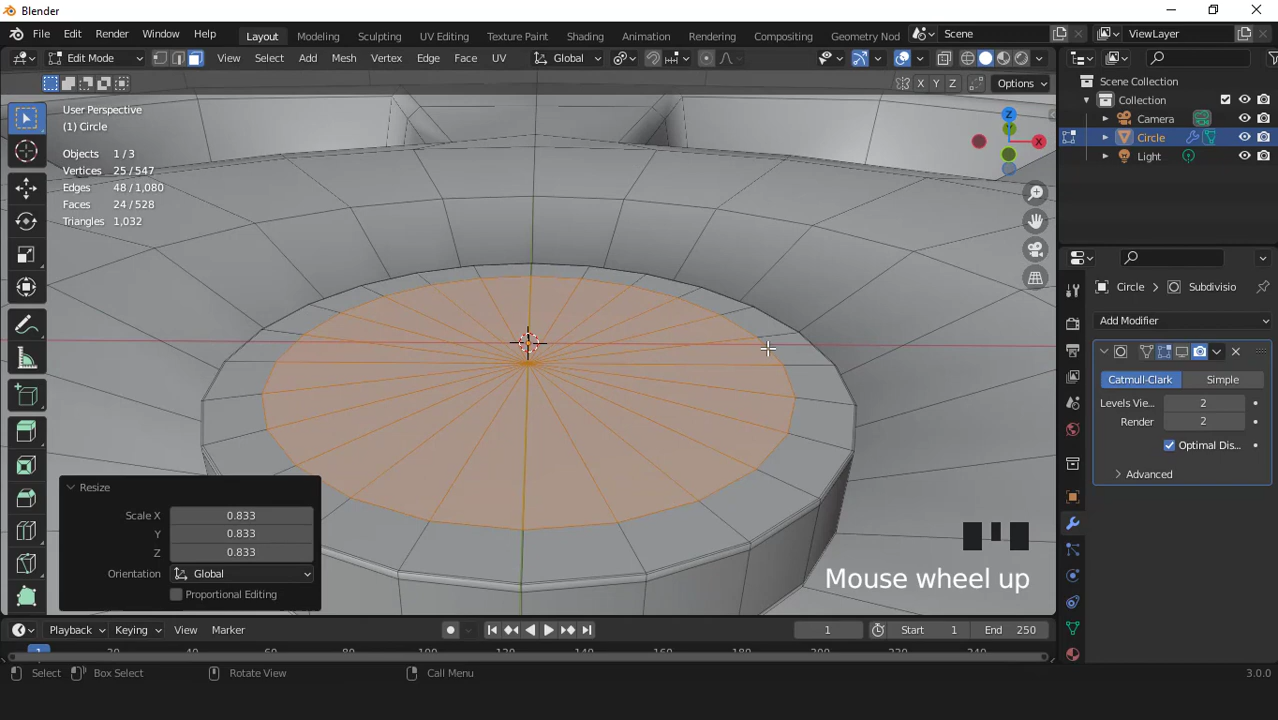 Blender
File Edit Render Window Help Layout Modeling Sculpting UV Editing Texture Paint Shading Animation Rendering Compositing Geometry Nod Scene ViewLayer
Edit Mode View Select Add Mesh Vertex Edge Face UV Global
X Y Z Options
User Perspective
(1) Circle
Objects 1/3
Vertices 25/547
Edges 48/1,080
Faces 24/528
Triangles 1,032
Z
X
Scene Collection
Collection
Camera
Circle
Light
Circle Subdivisio
Add Modifier
Catmull-Clark Simple
Levels Vie... 2
Render 2
Optimal Dis...
Advanced
Resize
Scale X 0.833
Y 0.833
Z 0.833
Orientation Global
Proportional Editing
Mouse wheel up
Playback Keying View Marker 1 Start 1 End 250
Select Box Select Rotate View Call Menu 3.0.0